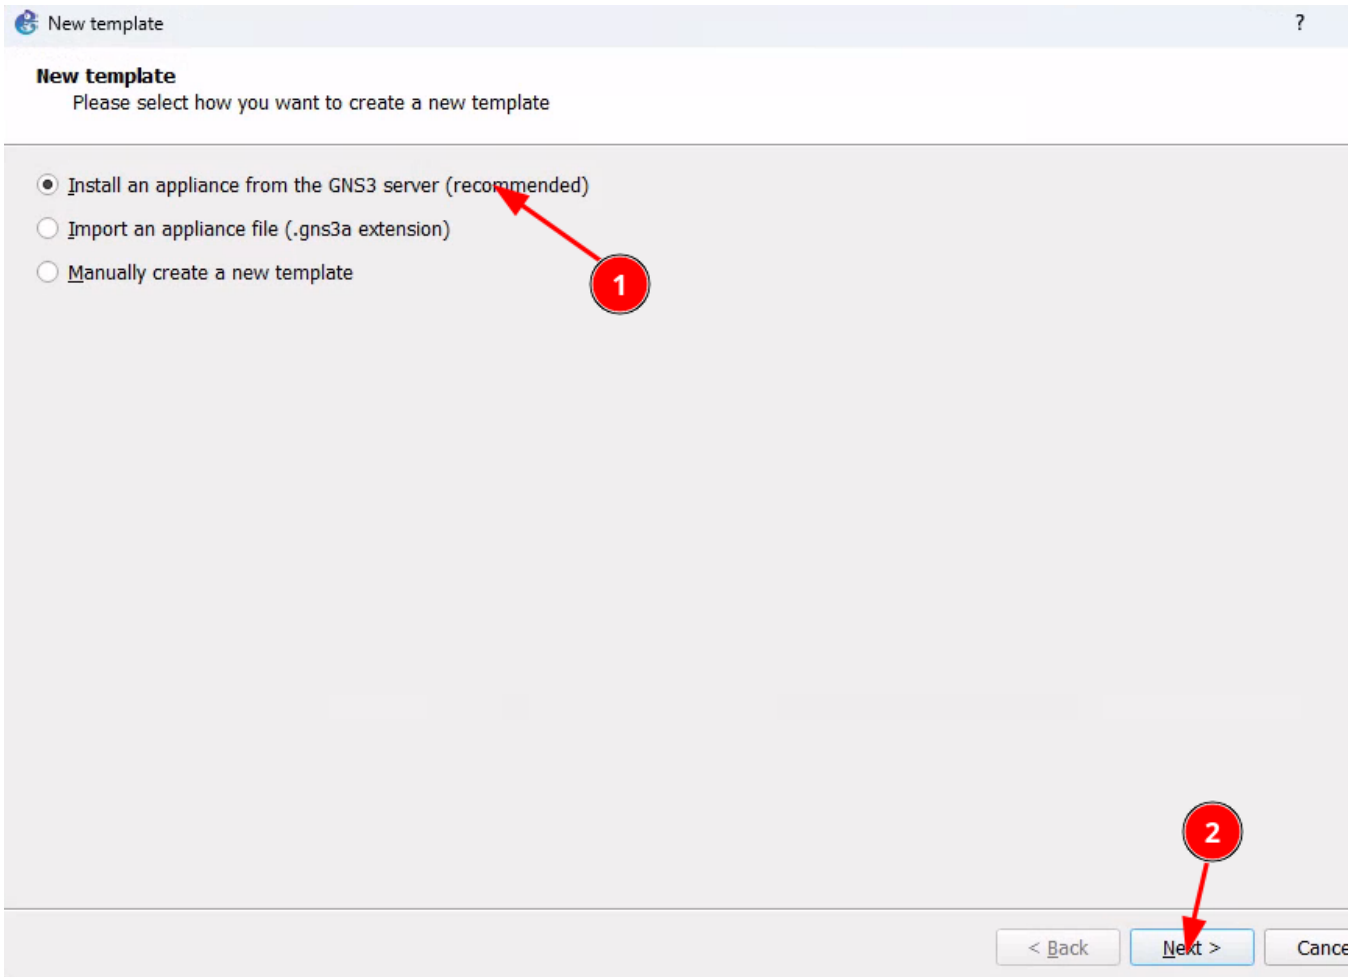 New template
?
New template
Please select how you want to create a new template
Install an appliance from the GNS3 server (recommended)
Import an appliance file (.gns3a extension)
Manually create a new template
1
2
< Back
Next >
Cance